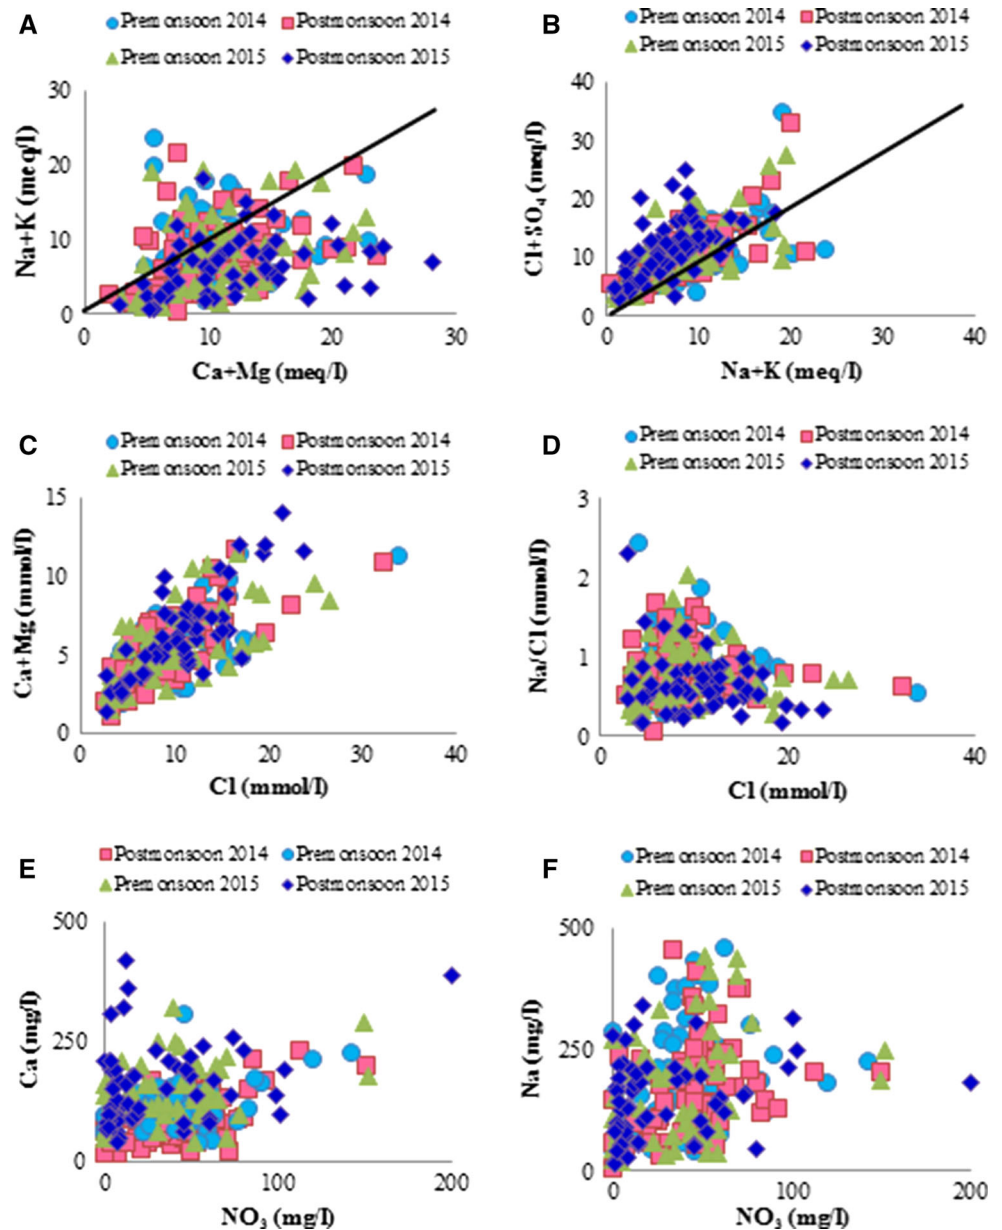 A
Premonsoon 2014 Postmonsoon 2014
Premonsoon 2015 Postmonsoon 2015
Na+K (meq/l)
30
20
10
0
0 10 20 30
Ca+Mg (meq/l)
B
Premonsoon 2014 Postmonsoon 2014
Premonsoon 2015 Postmonsoon 2015
Cl+SO4 (meq/l)
40
30
20
10
0
0 10 20 30 40
Na+K (meq/l)
C
Premonsoon 2014 Postmonsoon 2014
Premonsoon 2015 Postmonsoon 2015
Ca+Mg (mmol/l)
15
10
5
0
0 10 20 30 40
Cl (mmol/l)
D
Premonsoon 2014 Postmonsoon 2014
Premonsoon 2015 Postmonsoon 2015
Na/Cl (mmol/l)
3
2
1
0
0 20 40
Cl (mmol/l)
E
Postmonsoon 2014 Premonsoon 2014
Premonsoon 2015 Postmonsoon 2015
Ca (mg/l)
500
250
0
0 100 200
NO3 (mg/l)
F
Premonsoon 2014 Postmonsoon 2014
Premonsoon 2015 Postmonsoon 2015
Na (mg/l)
500
250
0
0 100 200
NO3 (mg/l)